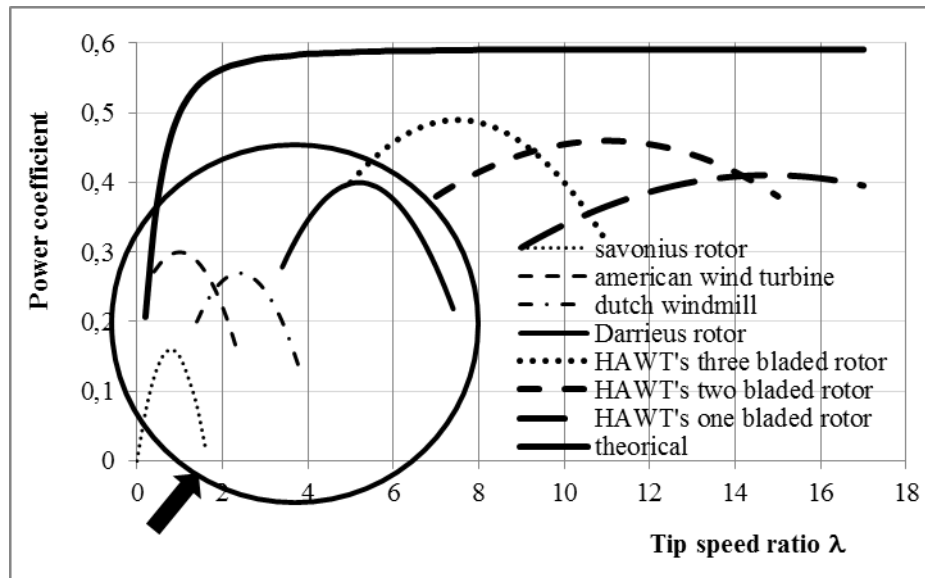 0,6
0,5
0,4
0,3
0,2
0,1
0
Power coefficient
savonius rotor
american wind turbine
dutch windmill
Darrieus rotor
HAWT's three bladed rotor
HAWT's two bladed rotor
HAWT's one bladed rotor
theorical
0 2 4 6 8 10 12 14 16 18
Tip speed ratio λ